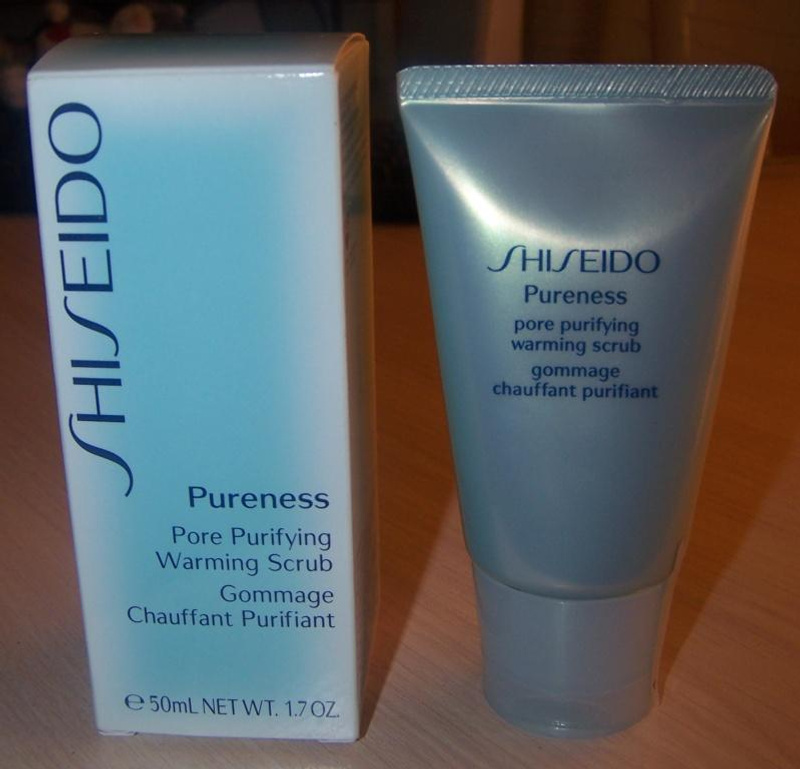 SHISEIDO
Pureness
Pore Purifying
Warming Scrub
Gommage
Chauffant Purifiant
℮ 50mL NET WT. 1.7 OZ.
SHISEIDO
Pureness
pore purifying
warming scrub
gommage
chauffant purifiant